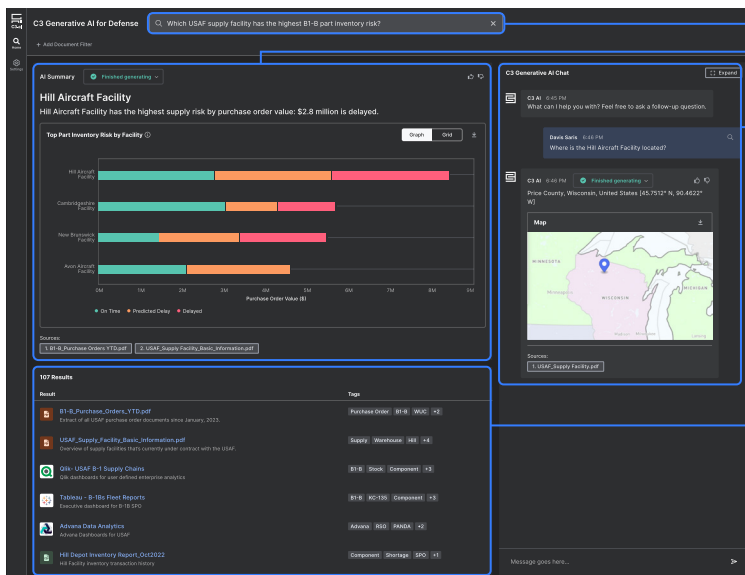 C3.ai
C3 Generative AI for Defense
Which USAF supply facility has the highest B1-B part inventory risk?
Home
+ Add Document Filter
Settings
AI Summary
Finished generating
Hill Aircraft Facility
Hill Aircraft Facility has the highest supply risk by purchase order value: $2.8 million is delayed.
Top Part Inventory Risk by Facility
Graph
Grid
Hill Aircraft
Facility
Cambridgeshire
Facility
New Brunswick
Facility
Avon Aircraft
Facility
0M 1M 2M 3M 4M 5M 6M 7M 8M 9M
Purchase Order Value ($)
On Time Predicted Delay Delayed
Sources:
1. B1-B_Purchase Orders YTD.pdf
2. USAF_Supply Facility_Basic_Information.pdf
107 Results
Result Tags
B1-B_Purchase_Orders_YTD.pdf
Extract of all USAF purchase order documents since January, 2023.
Purchase Order B1-B WUC +2
USAF_Supply_Facility_Basic_Information.pdf
Overview of supply facilities that's currently under contract with the USAF.
Supply Warehouse Hill +4
Qlik- USAF B-1 Supply Chains
Qlik dashboards for user defined enterprise analytics
B1-B Stock Component +3
Tableau - B-1Bs Fleet Reports
Executive dashboard for B-1B SPO
B1-B KC-135 Component +3
Advana Data Analytics
Advana Dashboards for USAF
Advana RSO PANDA +2
Hill Depot Inventory Report_Oct2022
Hill Facility inventory transaction history
Component Shortage SPO +1
C3 Generative AI Chat
Expand
C3 AI 6:45 PM
What can I help you with? Feel free to ask a follow-up question.
Davis Saris 6:46 PM
Where is the Hill Aircraft Facility located?
C3 AI 6:46 PM
Finished generating
Price County, Wisconsin, United States [45.7512° N, 90.4622°
W]
Map
MINNESOTA
Minneapolis
WISCONSIN
MICHIGAN
Madison
Milwaukee
Lansing
Sources:
1. USAF_Supply Facility.pdf
Message goes here...